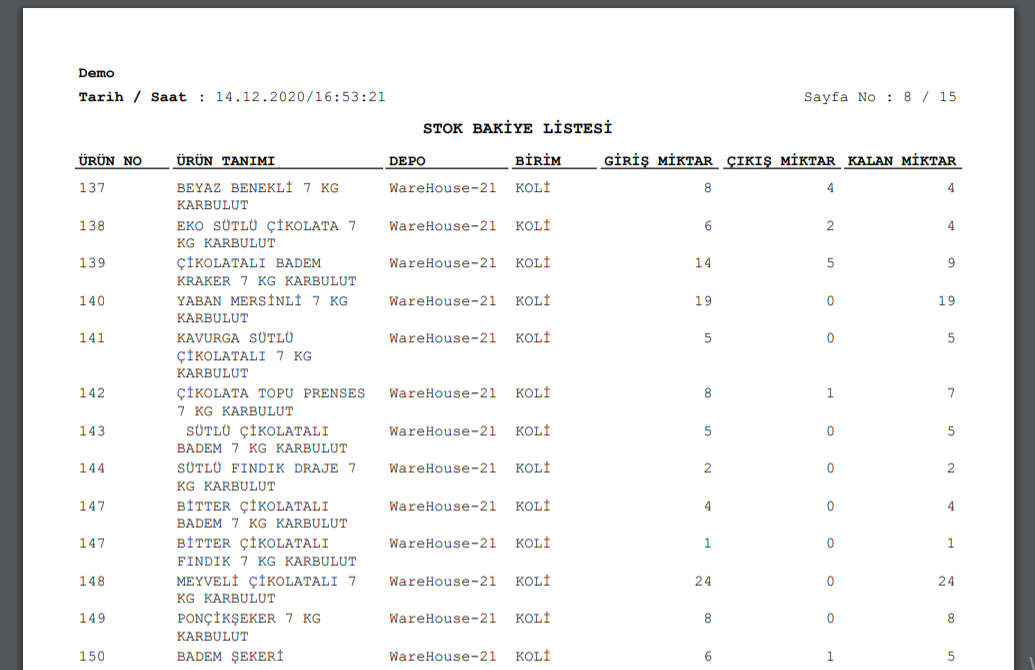 Demo
Tarih / Saat : 14.12.2020/16:53:21 Sayfa No : 8 / 15
STOK BAKİYE LİSTESİ
ÜRÜN NO ÜRÜN TANIMI DEPO BİRİM GİRİŞ MİKTAR ÇIKIŞ MİKTAR KALAN MİKTAR
137 BEYAZ BENEKLİ 7 KG WareHouse-21 KOLİ 8 4 4
KARBULUT
138 EKO SÜTLÜ ÇİKOLATA 7 WareHouse-21 KOLİ 6 2 4
KG KARBULUT
139 ÇİKOLATALI BADEM WareHouse-21 KOLİ 14 5 9
KRAKER 7 KG KARBULUT
140 YABAN MERSİNLİ 7 KG WareHouse-21 KOLİ 19 0 19
KARBULUT
141 KAVURGA SÜTLÜ WareHouse-21 KOLİ 5 0 5
ÇİKOLATALI 7 KG
KARBULUT
142 ÇİKOLATA TOPU PRENSES WareHouse-21 KOLİ 8 1 7
7 KG KARBULUT
143 SÜTLÜ ÇİKOLATALI WareHouse-21 KOLİ 5 0 5
BADEM 7 KG KARBULUT
144 SÜTLÜ FINDIK DRAJE 7 WareHouse-21 KOLİ 2 0 2
KG KARBULUT
147 BİTTER ÇİKOLATALI WareHouse-21 KOLİ 4 0 4
BADEM 7 KG KARBULUT
147 BİTTER ÇİKOLATALI WareHouse-21 KOLİ 1 0 1
FINDIK 7 KG KARBULUT
148 MEYVELİ ÇİKOLATALI 7 WareHouse-21 KOLİ 24 0 24
KG KARBULUT
149 PONÇİKŞEKER 7 KG WareHouse-21 KOLİ 8 0 8
KARBULUT
150 BADEM ŞEKERİ WareHouse-21 KOLİ 6 1 5